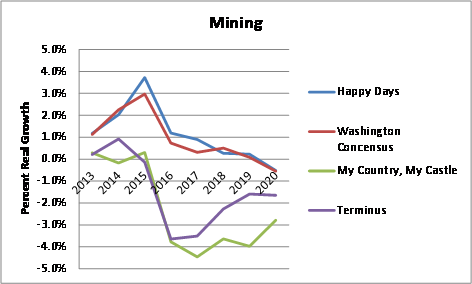 Mining
5.0%
4.0%
3.0%
2.0%
1.0%
0.0%
-1.0%
-2.0%
-3.0%
-4.0%
-5.0%
Percent Real Growth
2013
2014
2015
2016
2017
2018
2019
2020
Happy Days
Washington
Concensus
My Country, My Castle
Terminus